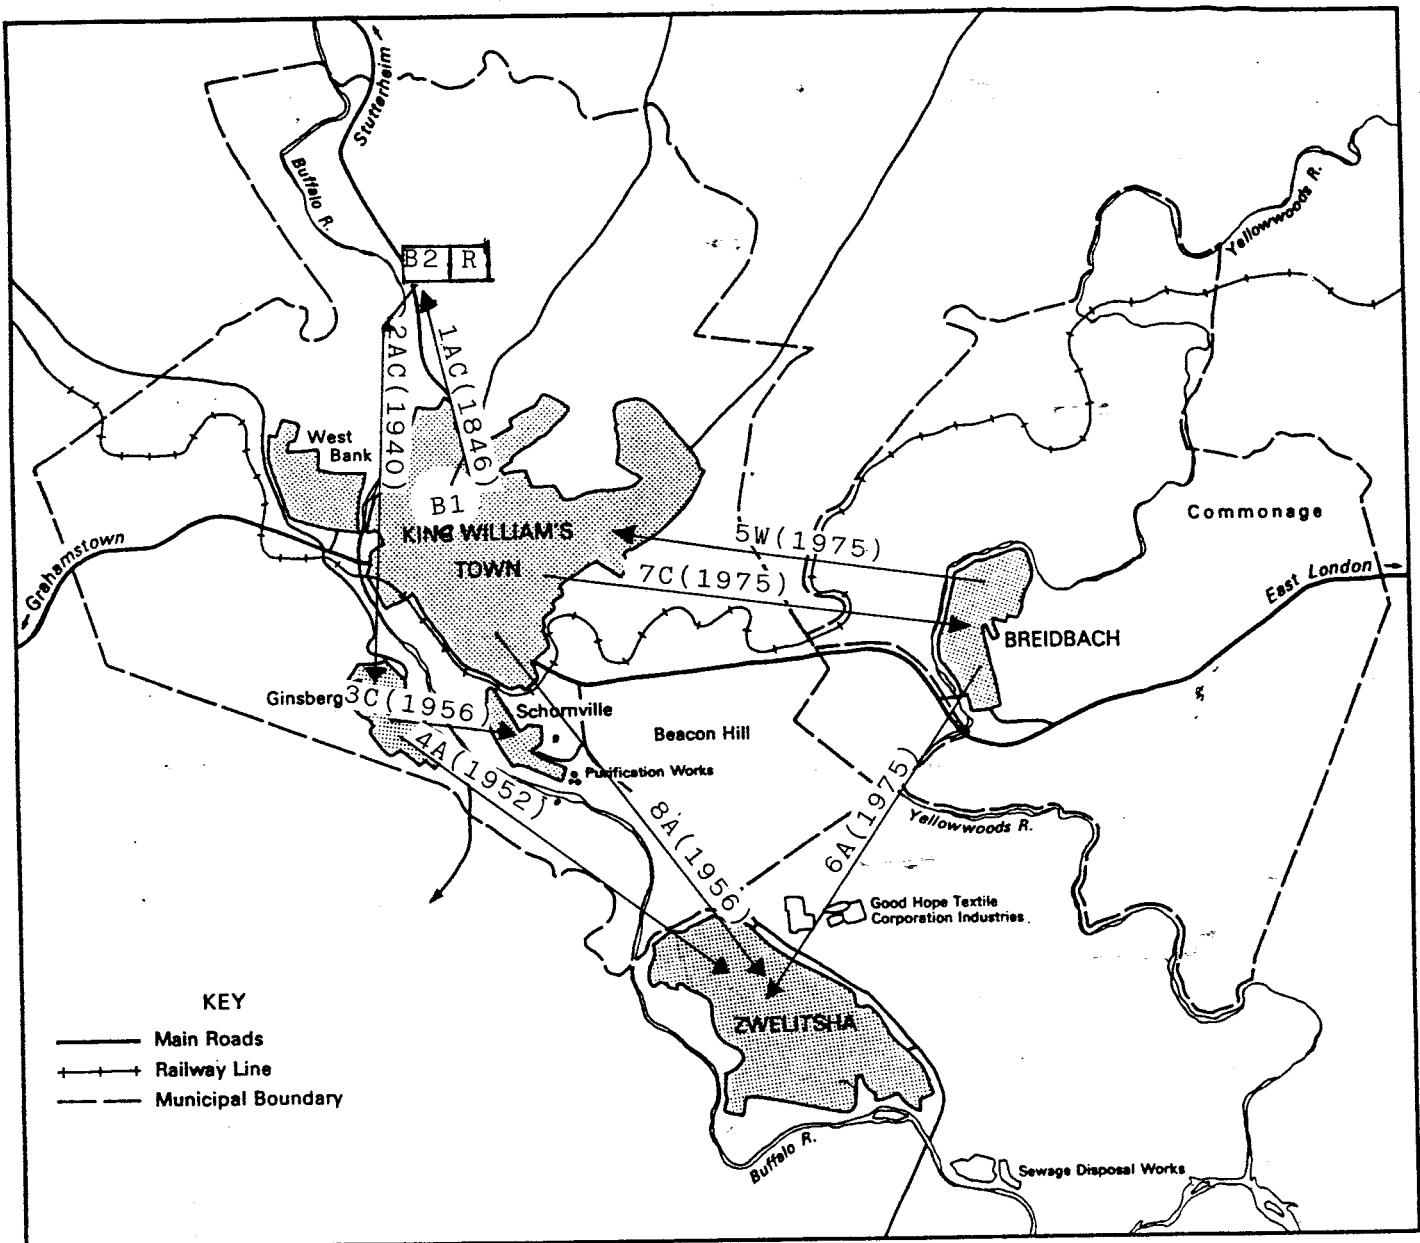 Stutterheim
Buffalo R.
Yellowwoods R.
B2 R
2AC(1940)
1AC(1846)
West
Bank
B1
KING WILLIAM'S
TOWN
Commonage
Grahamstown
5W(1975)
7C(1975)
East London
BREIDBACH
Ginsberg
3C(1956)
Schornville
Beacon Hill
4A(1952)
Purification Works
8A(1956)
6A(1975)
Yellowwoods R.
Good Hope Textile
Corporation Industries
ZWELITSHA
KEY
Main Roads
Railway Line
Municipal Boundary
Buffalo R.
Sewage Disposal Works